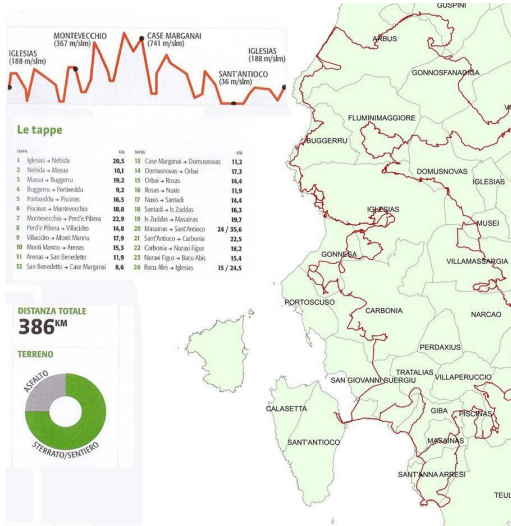 MONTEVECCHIO
(367 m/slm)
CASE MARGANAI
(741 m/slm)
IGLESIAS
(188 m/slm)
IGLESIAS
(188 m/slm)
SANT'ANTIOCO
(36 m/slm)
Le tappe
TAPPA KM
1 Iglesias → Nebida 20,5
2 Nebida → Masua 10,1
3 Masua → Buggerru 19,2
4 Buggerru → Portixeddu 9,2
5 Portixeddu → Piscinas 16,5
6 Piscinas → Montevecchio 18,8
7 Montevecchio → Perd'e Pibera 22,9
8 Perd'e Pibera → Villacidro 14,8
9 Villacidro → Monti Mannu 17,9
10 Monti Mannu → Arenas 15,3
11 Arenas → San Benedetto 11,9
12 San Benedetto → Case Marganai 8,6
TAPPA KM
13 Case Marganai → Domusnovas 11,2
14 Domusnovas → Orbai 17,3
15 Orbai → Rosas 14,4
16 Rosas → Nuxis 11,9
17 Nuxis → Santadi 14,4
18 Santadi → Is Zuddas 16,3
19 Is Zuddas → Masainas 19,7
20 Masainas → Sant'Antioco 24 / 35,6
21 Sant'Antioco → Carbonia 22,5
22 Carbonia → Nuraxi Figus 18,2
23 Nuraxi Figus → Bacu Abis 15,4
24 Bacu Abis → Iglesias 15 / 24,5
DISTANZA TOTALE
386KM
TERRENO
ASFALTO
STERRATO/SENTIERO
GUSPINI
ARBUS
GONNOSFANADIGA
FLUMINIMAGGIORE
BUGGERRU
DOMUSNOVAS
IGLESIAS
IGLESIAS
MUSEI
GONNESA
VILLAMASSARGIA
PORTOSCUSO
CARBONIA
NARCAO
PERDAXIUS
TRATALIAS
VILLAPERUCCIO
SAN GIOVANNI SUERGIU
CALASETTA
GIBA
PISCINAS
SANT'ANTIOCO
MASAINAS
SANT'ANNA ARRESI
TEUL